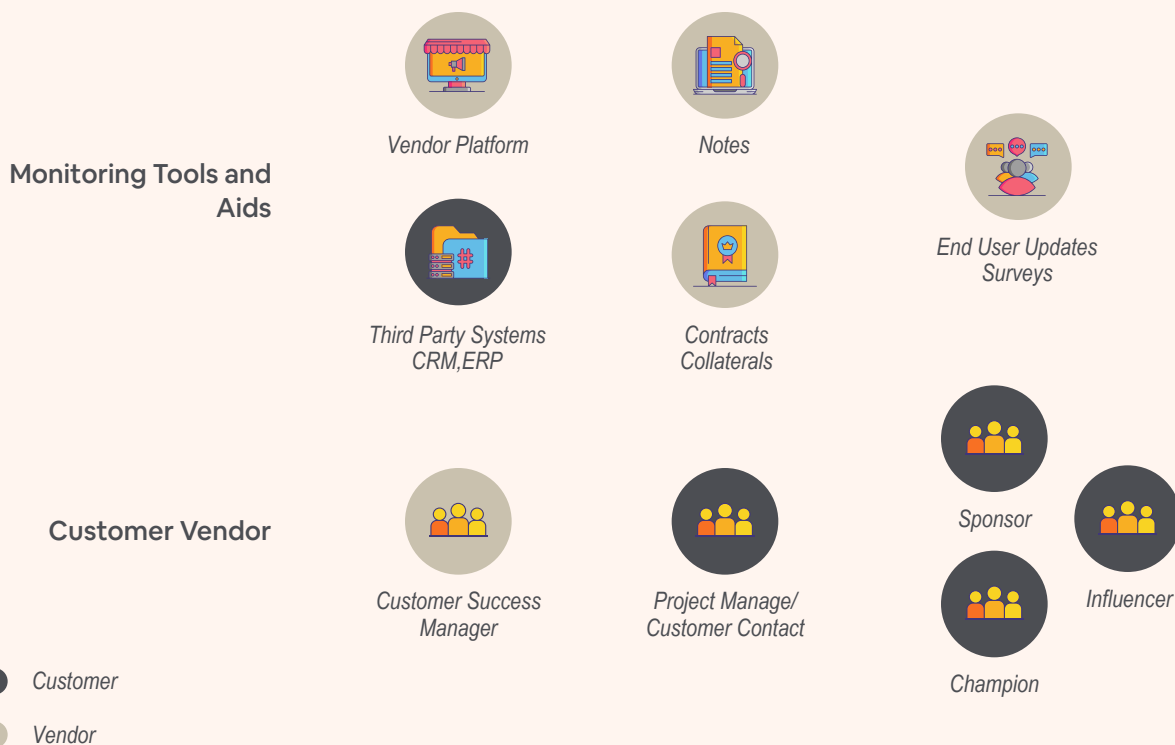 Vendor Platform
Notes
Monitoring Tools and
Aids
End User Updates
Surveys
Third Party Systems
CRM,ERP
Contracts
Collaterals
Customer Vendor
Sponsor
Influencer
Customer Success
Manager
Project Manage/
Customer Contact
Champion
Customer
Vendor